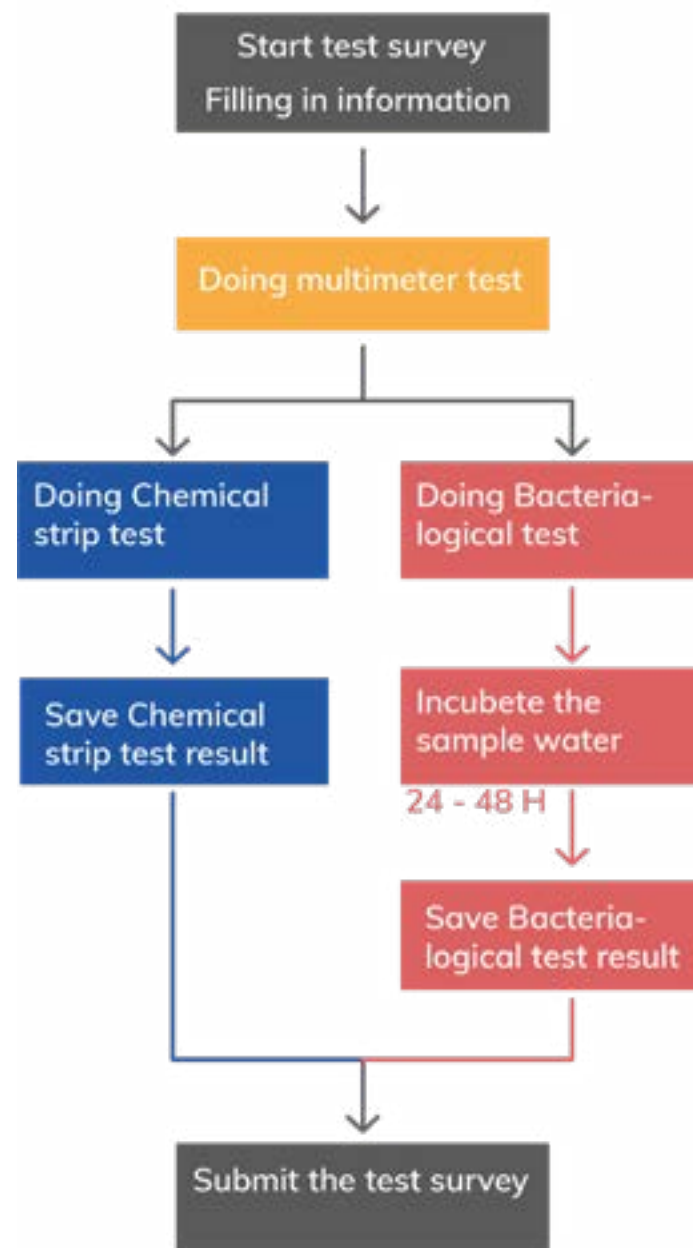 Start test survey
Filling in information
Doing multimeter test
Doing Chemical
strip test
Doing Bacteria-
logical test
Save Chemical
strip test result
Incubete the
sample water
24 - 48 H
Save Bacteria-
logical test result
Submit the test survey